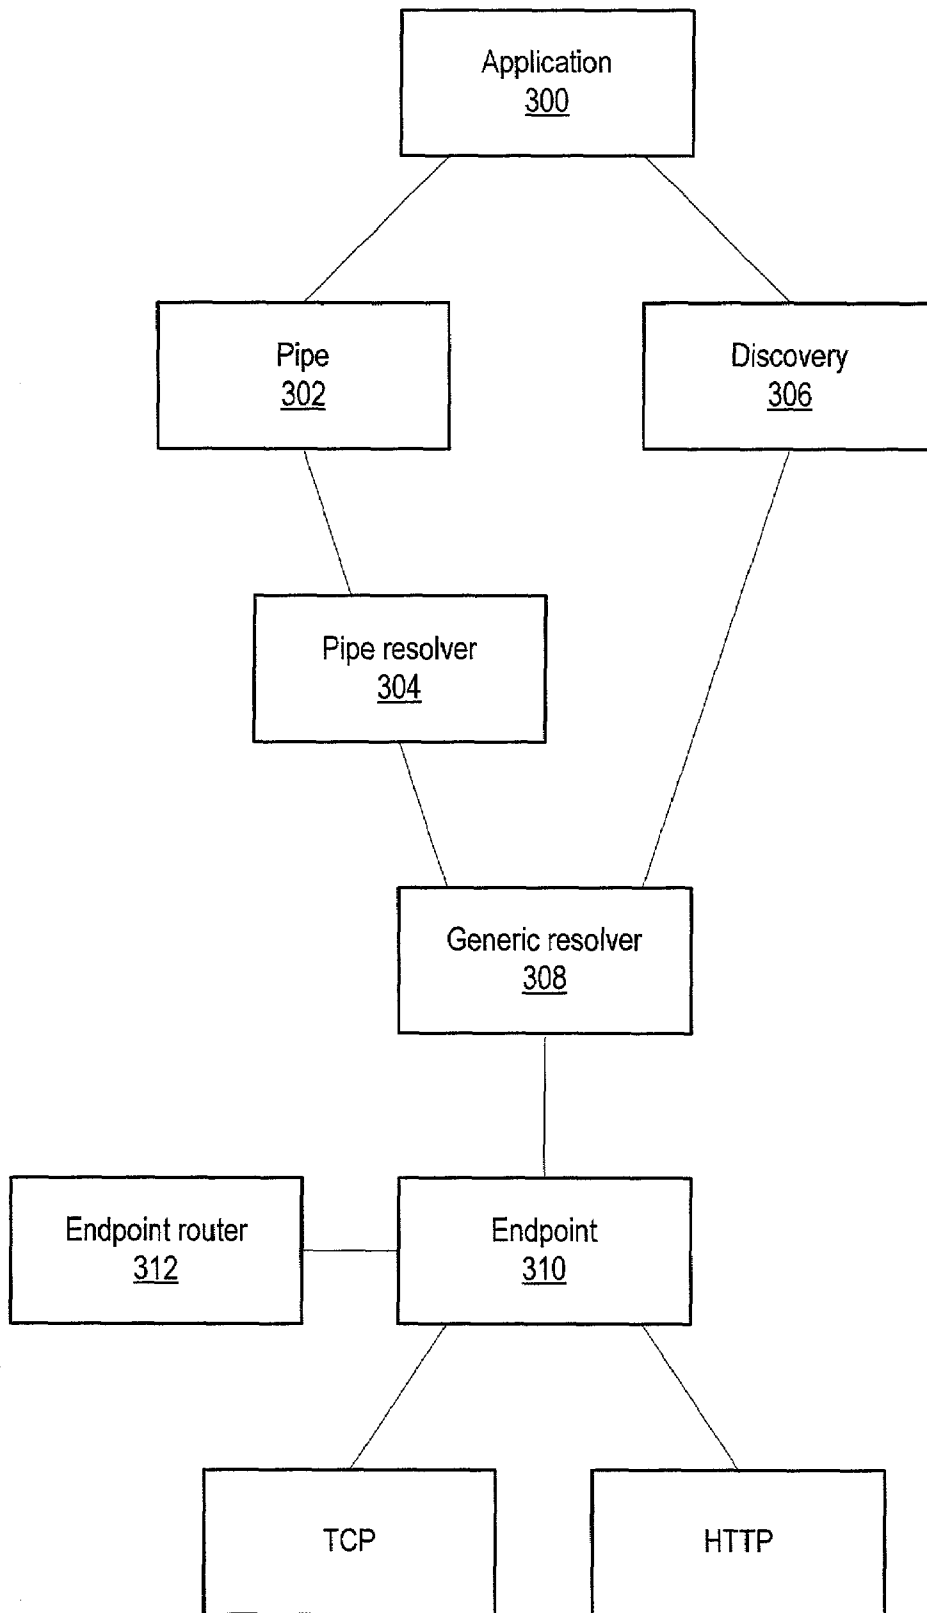 Application
300
Pipe
302
Discovery
306
Pipe resolver
304
Generic resolver
308
Endpoint router
312
Endpoint
310
TCP
HTTP